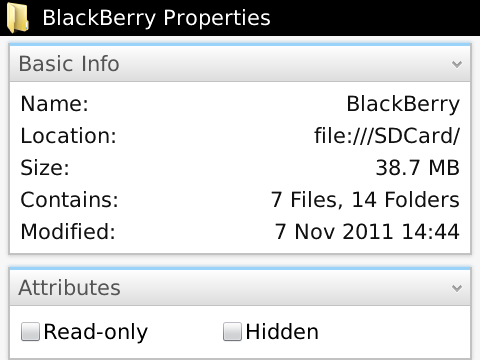 BlackBerry Properties
Basic Info
Name: BlackBerry
Location: file:///SDCard/
Size: 38.7 MB
Contains: 7 Files, 14 Folders
Modified: 7 Nov 2011 14:44
Attributes
Read-only Hidden